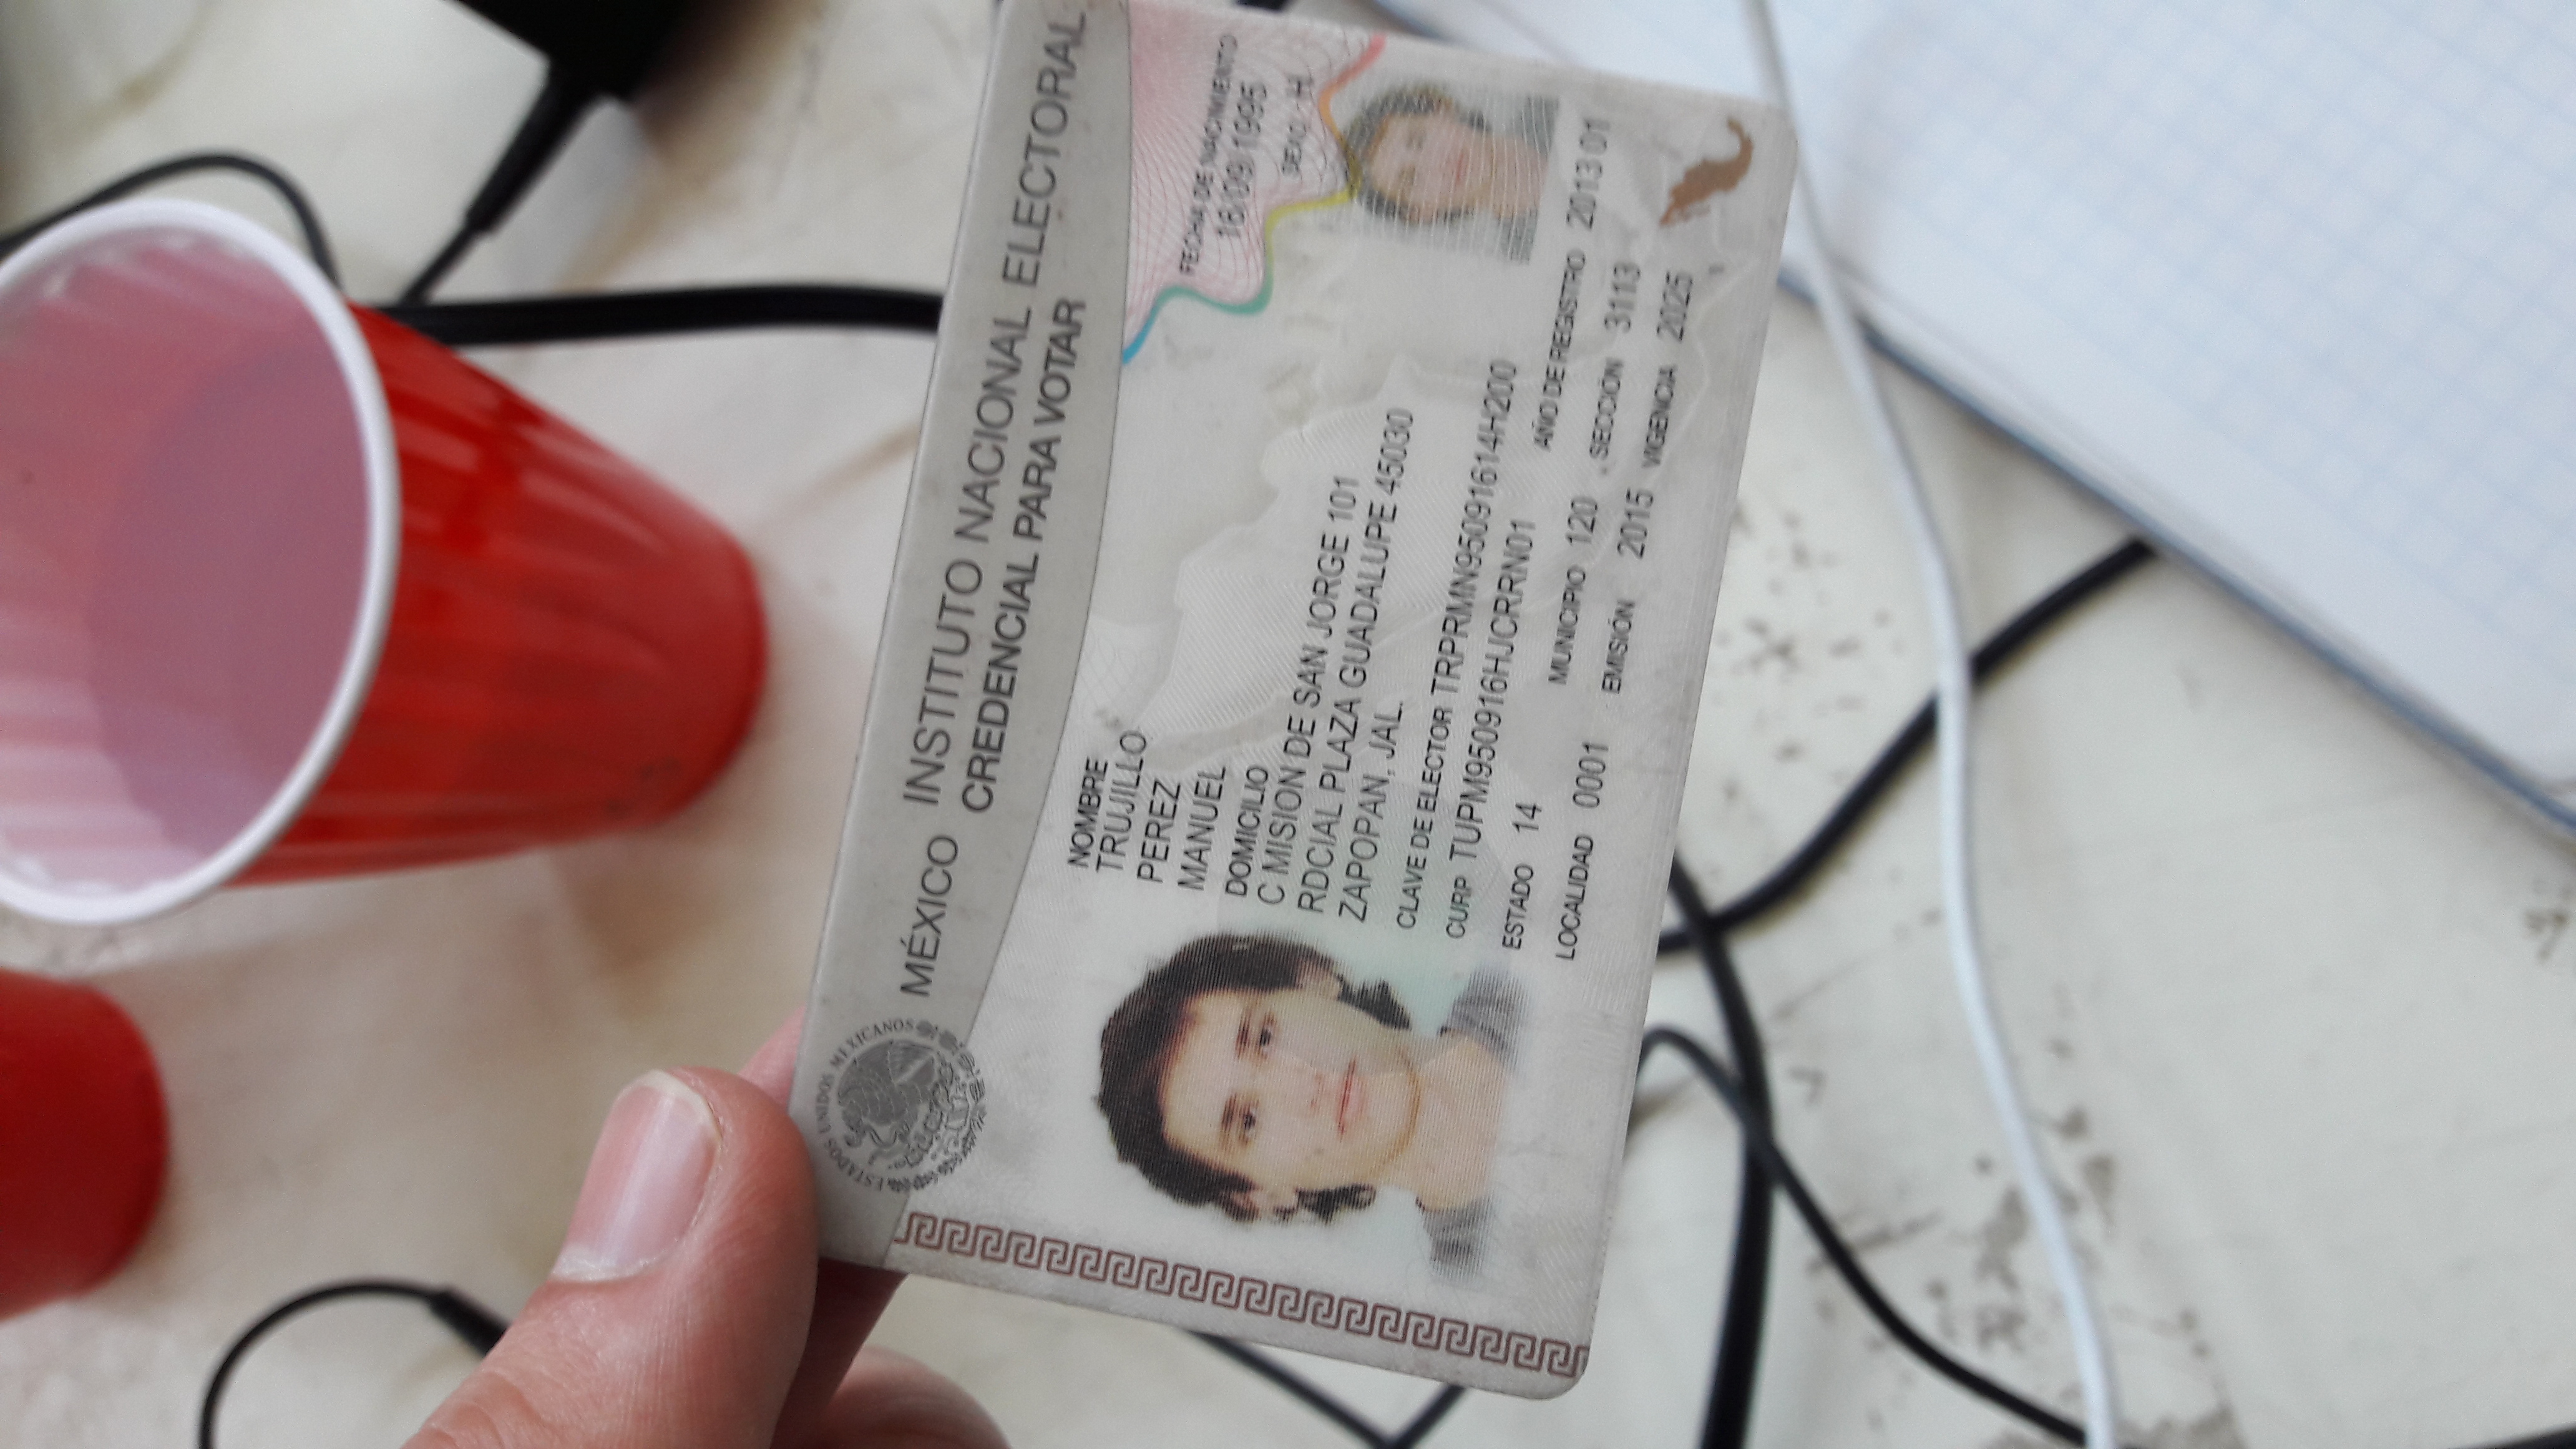 ESTADOS UNIDOS MEXICANOS
MÉXICO INSTITUTO NACIONAL ELECTORAL
CREDENCIAL PARA VOTAR
NOMBRE
TRUJILLO
PEREZ
MANUEL
FECHA DE NACIMIENTO
16/09/1995
SEXO H
DOMICILIO
C MISION DE SAN JORGE 101
RDCIAL PLAZA GUADALUPE 45030
ZAPOPAN, JAL.
CLAVE DE ELECTOR TRPRMN95091614H200
CURP TUPM950916HJCRRN01 AÑO DE REGISTRO 2013 01
ESTADO 14 MUNICIPIO 120 SECCIÓN 3113
LOCALIDAD 0001 EMISIÓN 2015 VIGENCIA 2025